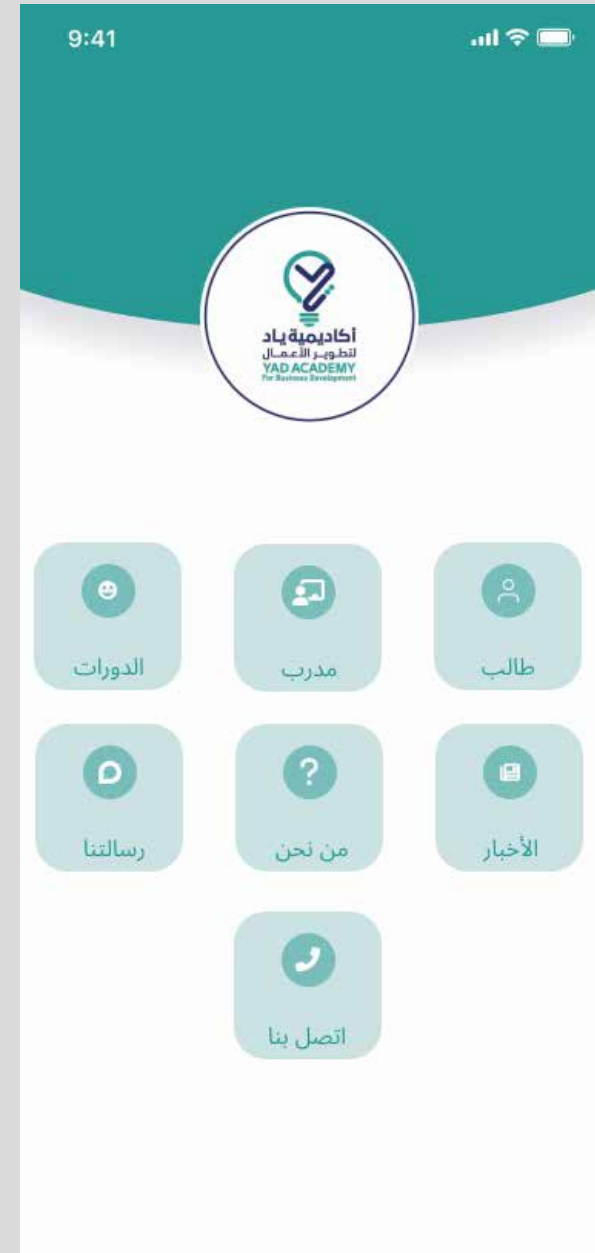 9:41
أكاديمية ياد
لتطوير الأعمال
YAD ACADEMY
For Business Development
طالب
مدرب
الدورات
الأخبار
من نحن
رسالتنا
اتصل بنا